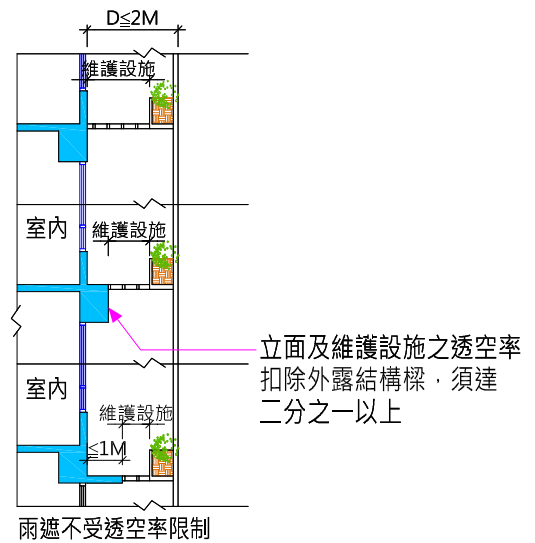 D≦2M
維護設施
室內
維護設施
立面及維護設施之透空率
扣除外露結構樑，須達
二分之一以上
室內
維護設施
≦1M
雨遮不受透空率限制